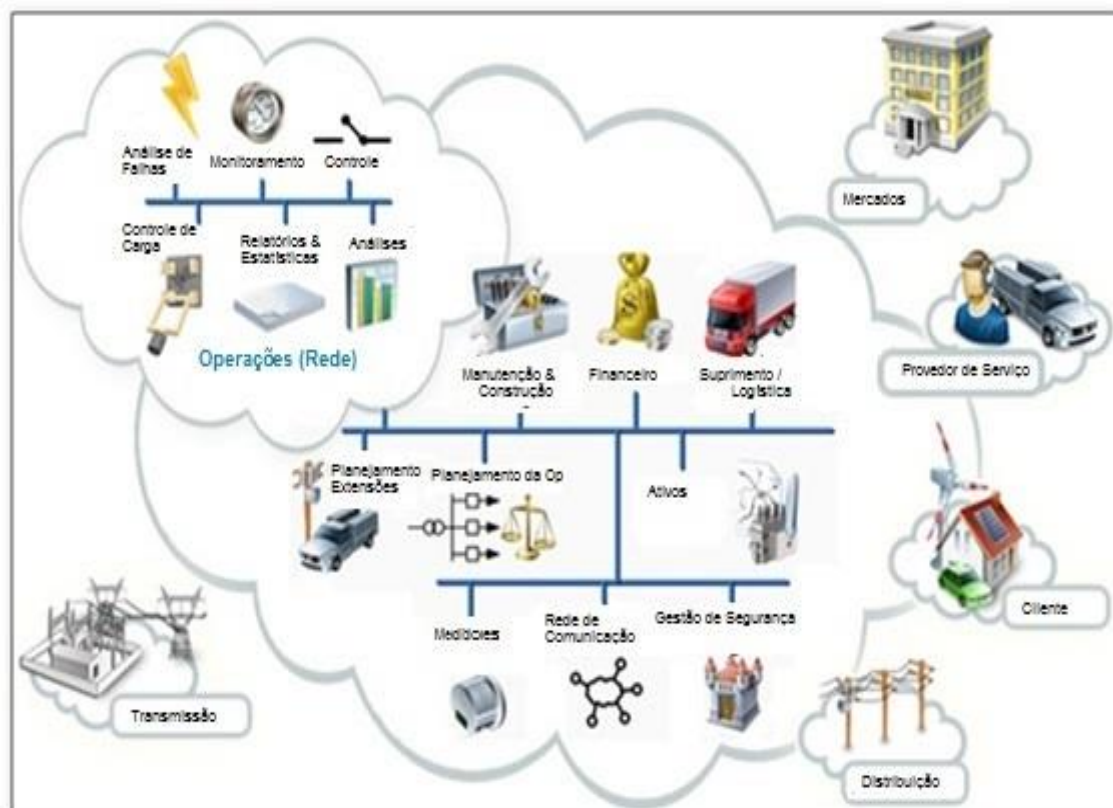 Análise de
Falhas
Monitoramento
Controle
Controle de
Carga
Relatórios &
Estatísticas
Análises
Operações (Rede)
Manutenção &
Construção
Financeiro
Suprimento /
Logística
Planejamento
Extensões
Planejamento da Op
Ativos
Medidores
Rede de
Comunicação
Gestão de Segurança
Mercados
Provedor de Serviço
Cliente
Distribuição
Transmissão